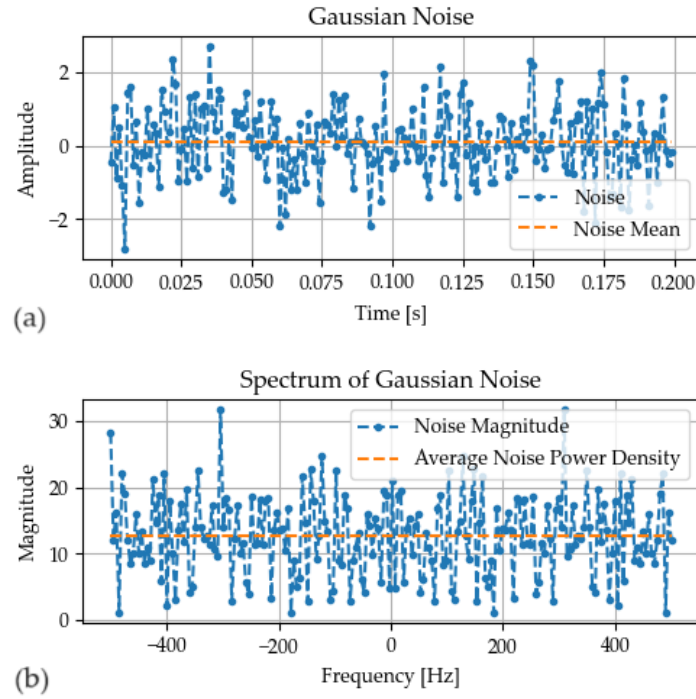 Gaussian Noise
2
0
−2
Amplitude
Noise
Noise Mean
0.000 0.025 0.050 0.075 0.100 0.125 0.150 0.175 0.200
Time [s]
(a)
Spectrum of Gaussian Noise
30
20
10
0
Magnitude
Noise Magnitude
Average Noise Power Density
−400 −200 0 200 400
Frequency [Hz]
(b)